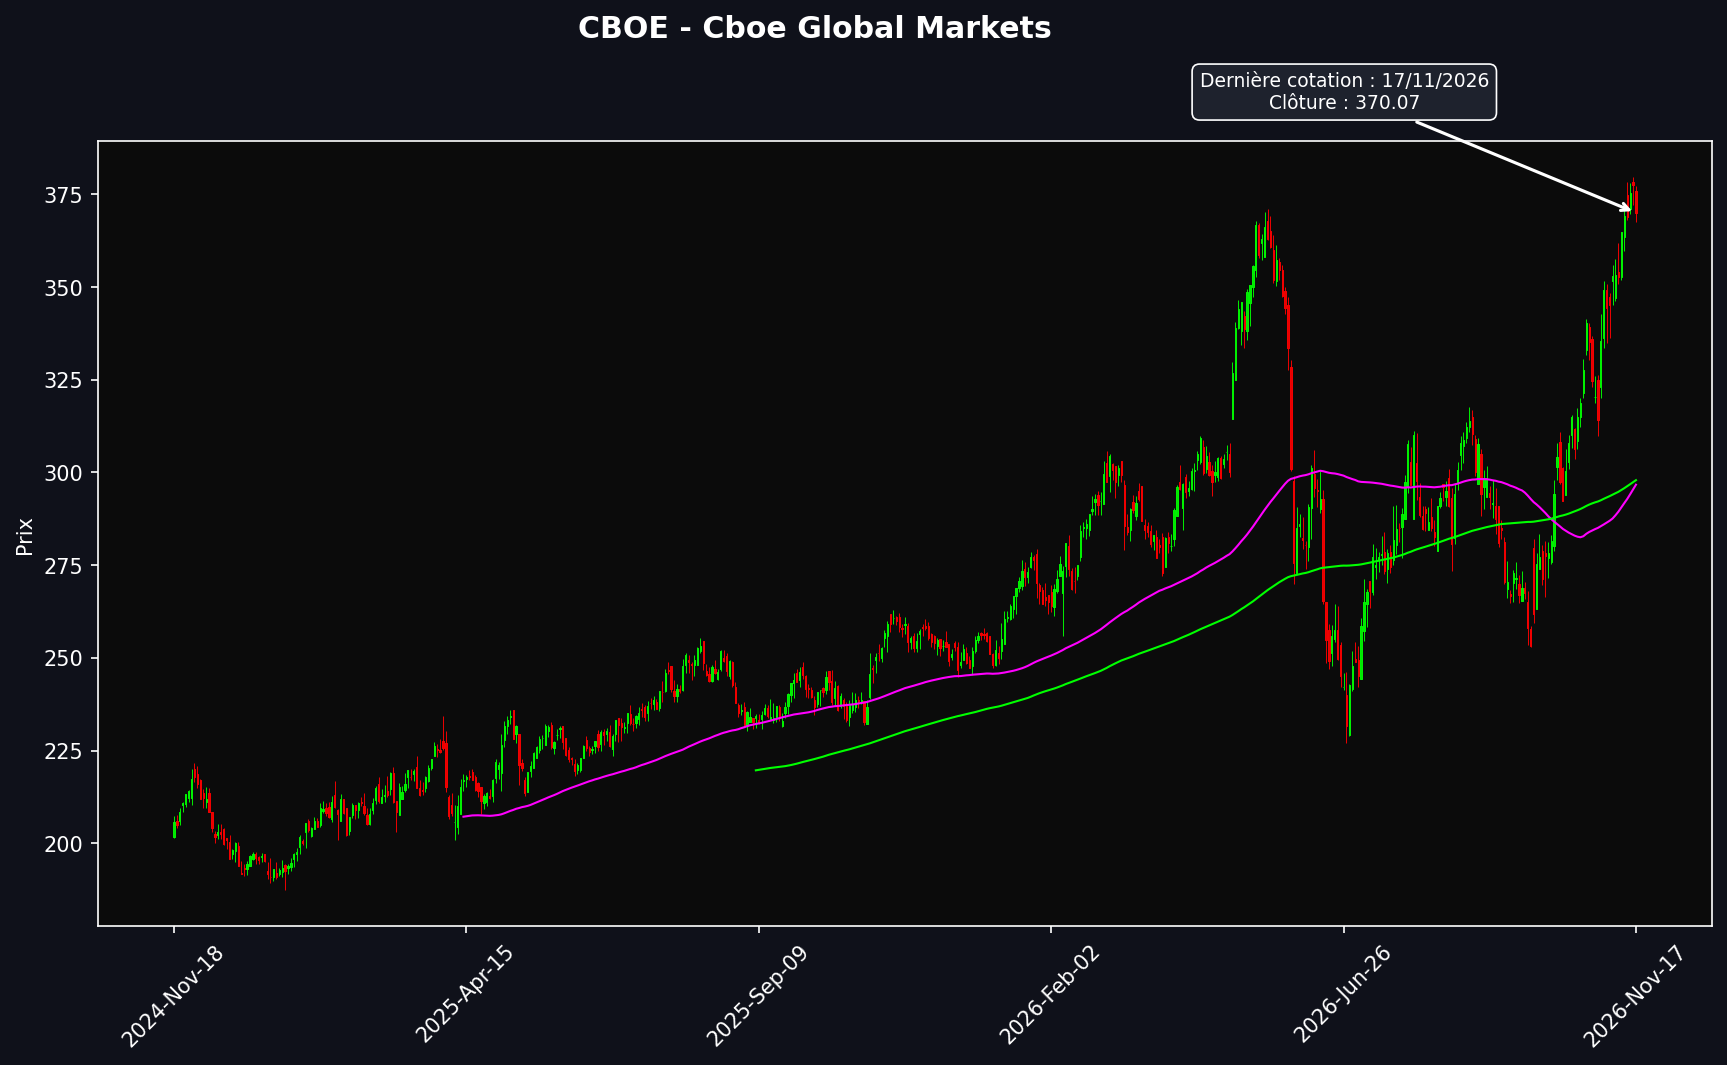 CBOE - Cboe Global Markets
Dernière cotation : 17/11/2026
Clôture : 370.07
375
350
325
300
275
250
225
200
Prix
2024-Nov-18
2025-Apr-15
2025-Sep-09
2026-Feb-02
2026-Jun-26
2026-Nov-17